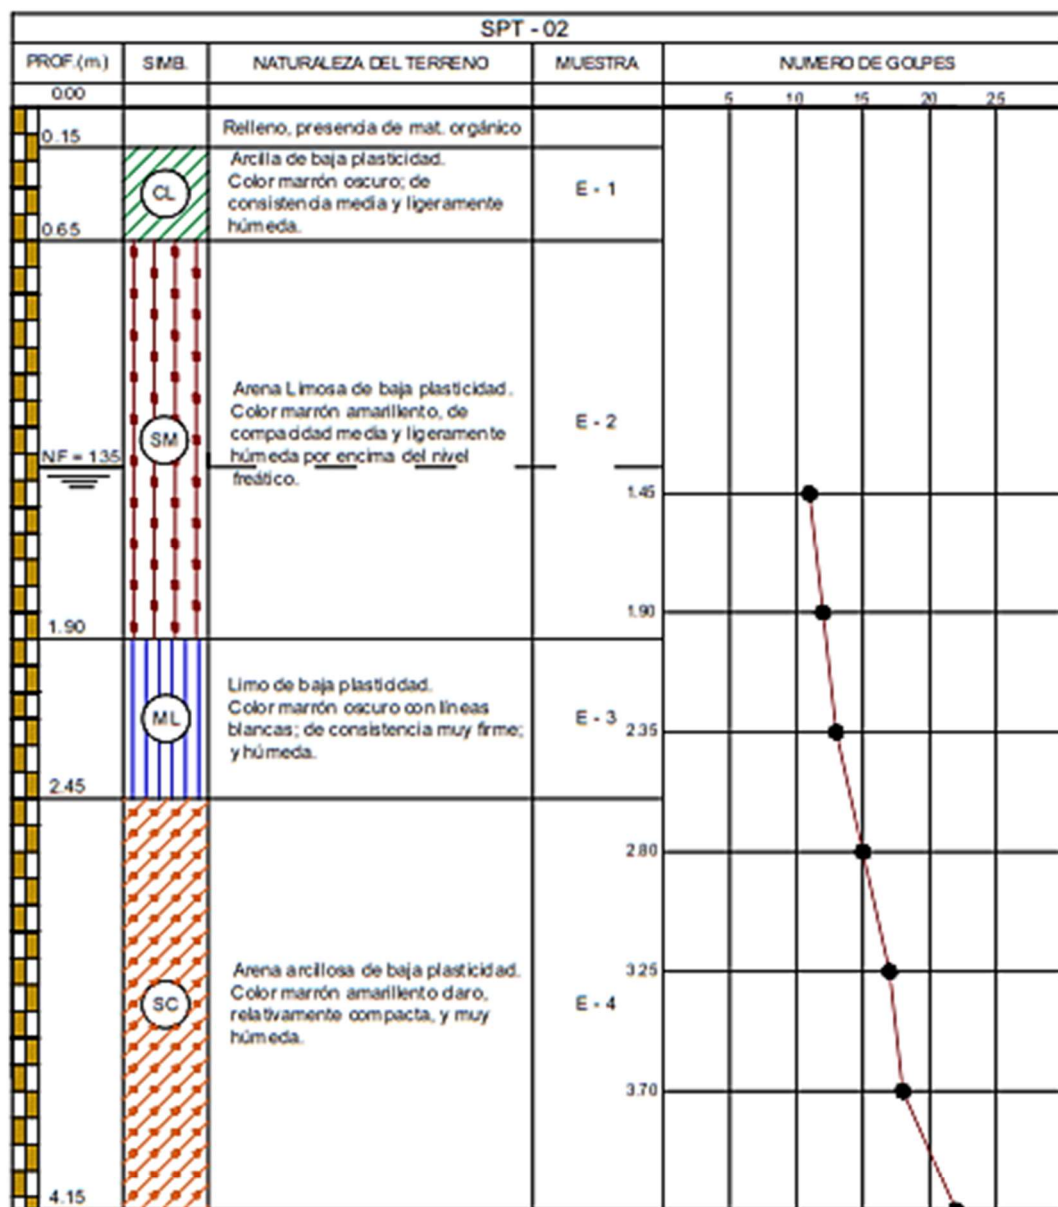 SPT - 02
PROF.(m.)
SIMB.
NATURALEZA DEL TERRENO
MUESTRA
NUMERO DE GOLPES
0.00
5
10
15
20
25
0.15
Relleno, presencia de mat. orgánico
CL
Arcilla de baja plasticidad.
Color marrón oscuro; de
consistencia media y ligeramente
húmeda.
E - 1
0.65
SM
Arena Limosa de baja plasticidad.
Color marrón amarillento, de
compacidad media y ligeramente
húmeda por encima del nivel
freático.
E - 2
NF = 1.35
1.45
1.90
1.90
ML
Limo de baja plasticidad.
Color marrón oscuro con líneas
blancas; de consistencia muy firme;
y húmeda.
E - 3
2.35
2.45
2.80
SC
Arena arcillosa de baja plasticidad.
Color marrón amarillento claro,
relativamente compacta, y muy
húmeda.
E - 4
3.25
3.70
4.15